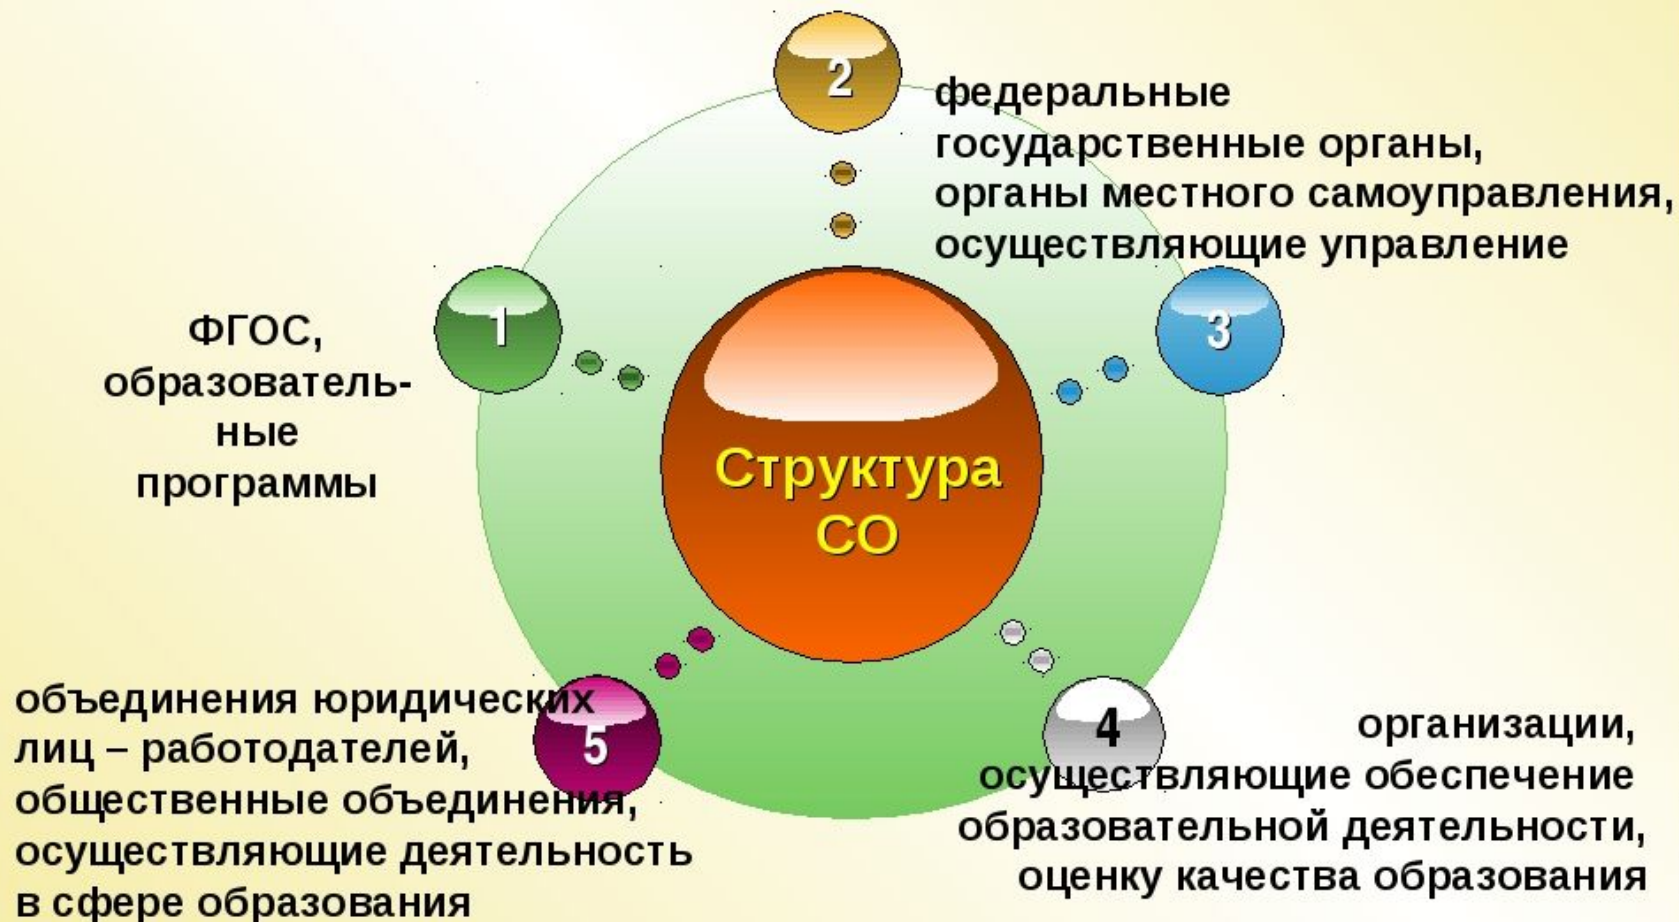 2
федеральные
государственные органы,
органы местного самоуправления,
осуществляющие управление
1
ФГОС,
образователь-
ные
программы
3
Структура
СО
5
объединения юридических
лиц – работодателей,
общественные объединения,
осуществляющие деятельность
в сфере образования
4
организации,
осуществляющие обеспечение
образовательной деятельности,
оценку качества образования